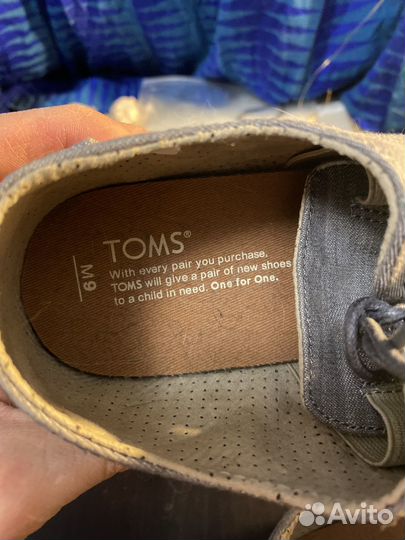 TOMS®
M9
With every pair you purchase,
TOMS will give a pair of new shoes
to a child in need. One for One.
Avito